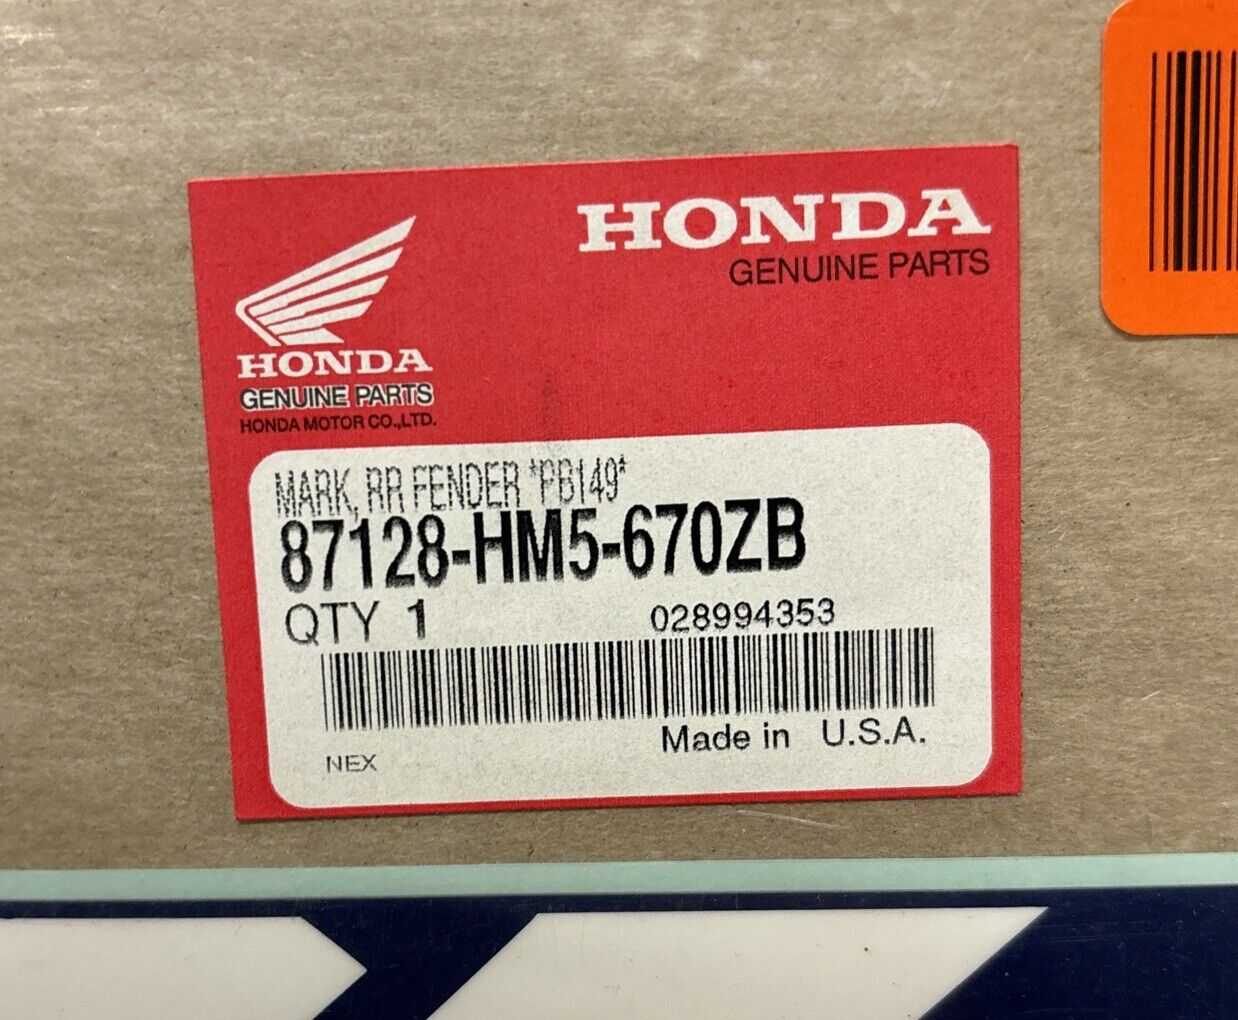 HONDA
GENUINE PARTS
HONDA
GENUINE PARTS
HONDA MOTOR CO.,LTD.
MARK, RR FENDER *PB149*
87128-HM5-670ZB
QTY 1
028994353
Made in U.S.A.
NEX